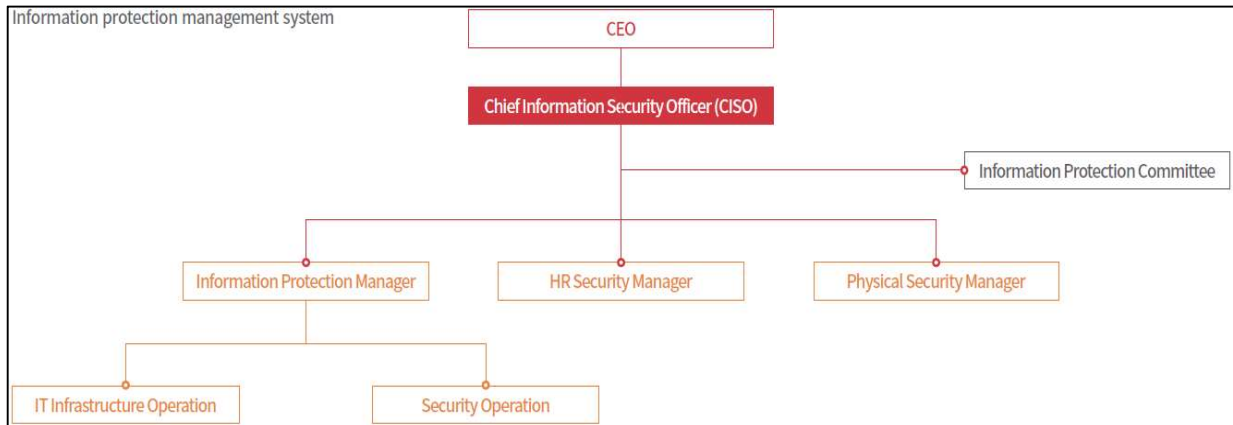 Information protection management system
CEO
Chief Information Security Officer (CISO)
Information Protection Committee
Information Protection Manager
HR Security Manager
Physical Security Manager
IT Infrastructure Operation
Security Operation